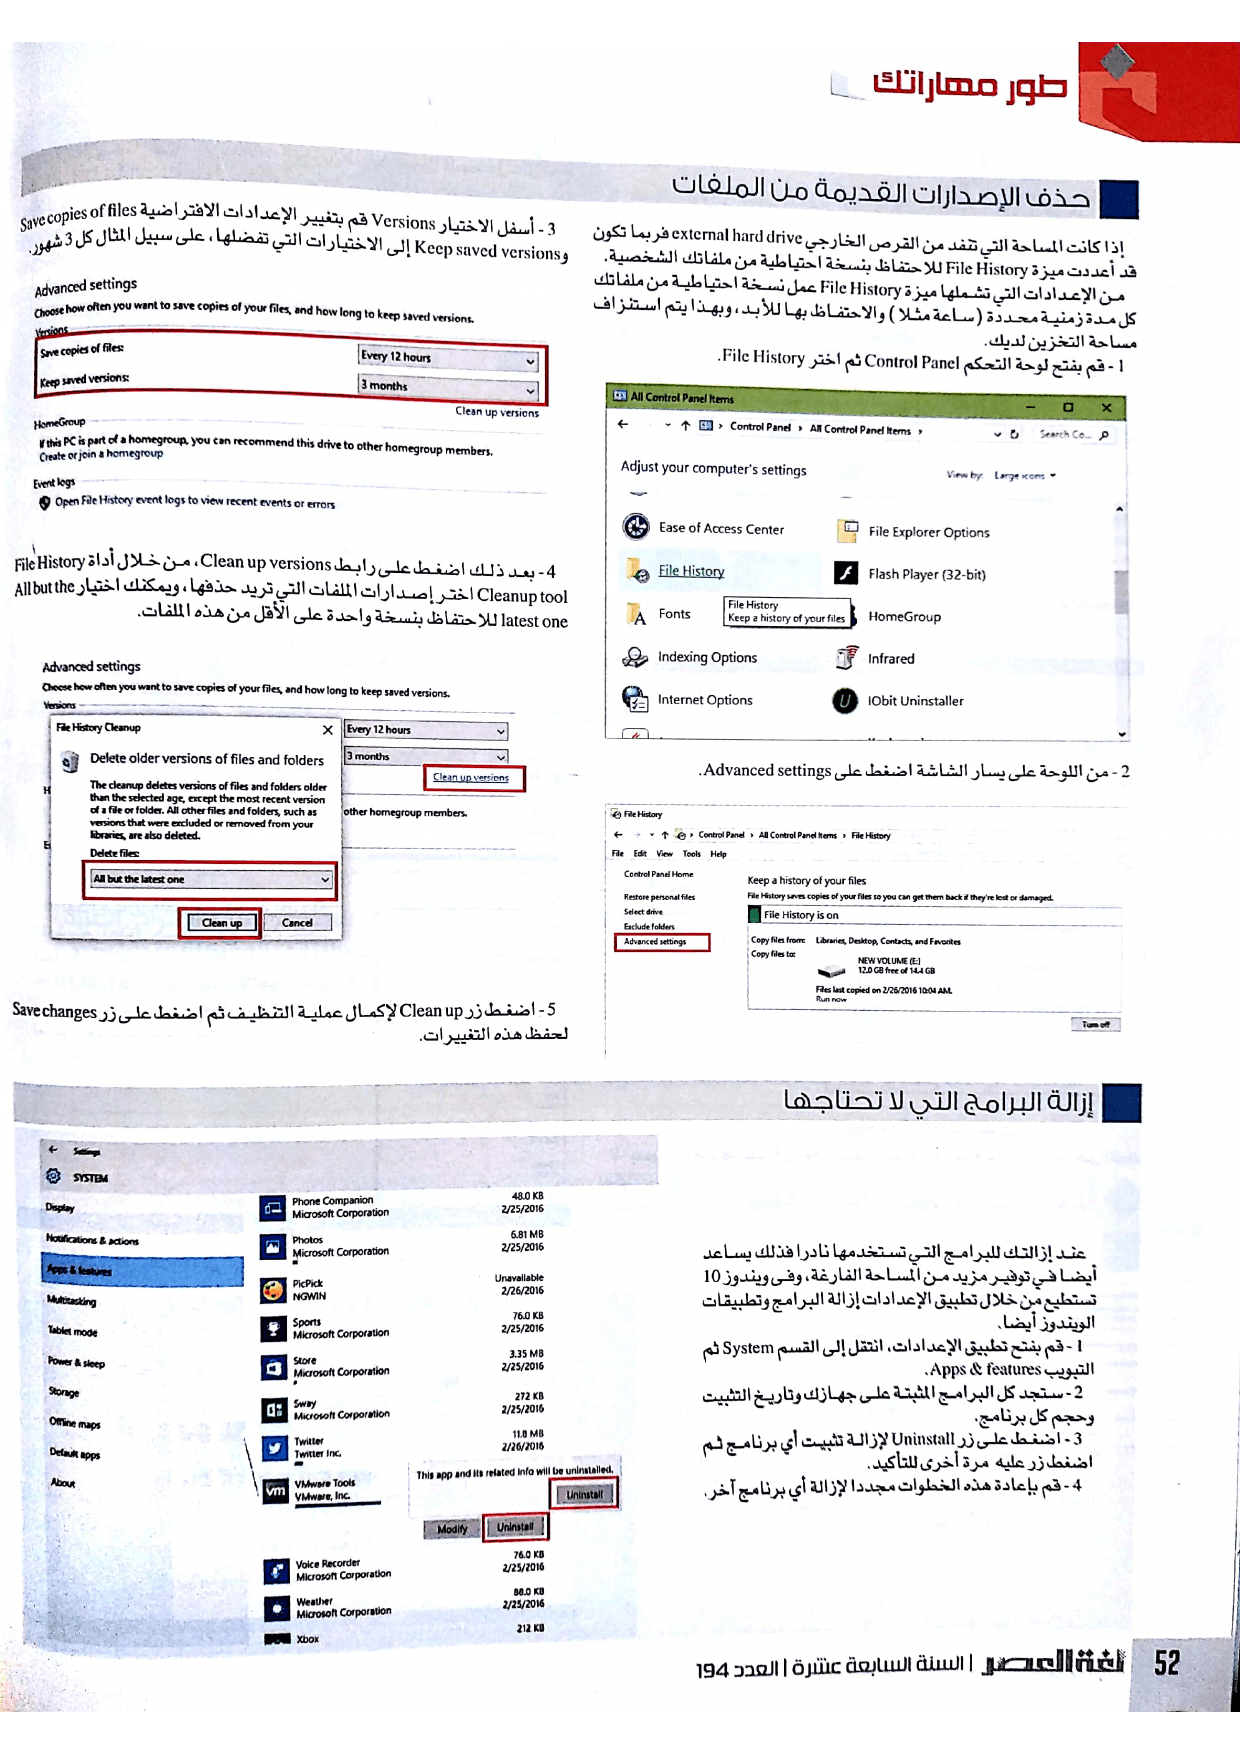 طور مهاراتك
حذف الإصدارات القديمة من الملفات
إذا كانت المساحة التي تنفد من القرص الخارجي external hard drive فربما تكون
قد أعددت ميزة File History للاحتفاظ بنسخة احتياطية من ملفاتك الشخصية.
من الإعدادات التي تشملها ميزة File History عمل نسخة احتياطية من ملفاتك
كل مدة زمنية محددة (ساعة مثلا) والاحتفاظ بها للأبد، وبهذا يتم استنزاف
مساحة التخزين لديك.
1 - قم بفتح لوحة التحكم Control Panel ثم اختر File History.
All Control Panel Items
Control Panel › All Control Panel Items ›
Search Co...
Adjust your computer's settings
View by: Large icons
Ease of Access Center
File Explorer Options
File History
Flash Player (32-bit)
Fonts
File History
Keep a history of your files
HomeGroup
Indexing Options
Infrared
Internet Options
IObit Uninstaller
2 - من اللوحة على يسار الشاشة اضغط على Advanced settings.
File History
Control Panel › All Control Panel Items › File History
File Edit View Tools Help
Control Panel Home
Restore personal files
Select drive
Exclude folders
Advanced settings
Keep a history of your files
File History saves copies of your files so you can get them back if they're lost or damaged.
File History is on
Copy files from: Libraries, Desktop, Contacts, and Favorites
Copy files to:
NEW VOLUME (E:)
12.0 GB free of 14.4 GB
Files last copied on 2/26/2016 10:04 AM.
Run now
Turn off
3 - أسفل الاختيار Versions قم بتغيير الإعدادات الافتراضية Save copies of files
وKeep saved versions إلى الاختيارات التي تفضلها، على سبيل المثال كل 3 شهور.
Advanced settings
Choose how often you want to save copies of your files, and how long to keep saved versions.
Versions
Save copies of files:
Every 12 hours
Keep saved versions:
3 months
Clean up versions
HomeGroup
If this PC is part of a homegroup, you can recommend this drive to other homegroup members.
Create or join a homegroup
Event logs
Open File History event logs to view recent events or errors
4 - بعد ذلك اضغط على رابط Clean up versions، من خلال أداة File History
Cleanup tool اختر إصدارات الملفات التي تريد حذفها، ويمكنك اختيار All but the
latest one للاحتفاظ بنسخة واحدة على الأقل من هذه الملفات.
Advanced settings
Choose how often you want to save copies of your files, and how long to keep saved versions.
Versions
File History Cleanup
Every 12 hours
Delete older versions of files and folders
3 months
Clean up versions
The cleanup deletes versions of files and folders older
than the selected age, except the most recent version
of a file or folder. All other files and folders, such as
versions that were excluded or removed from your
libraries, are also deleted.
other homegroup members.
Delete files:
All but the latest one
Clean up
Cancel
5 - اضغط زر Clean up لإكمال عملية التنظيف ثم اضغط على زر Save changes
لحفظ هذه التغييرات.
إزالة البرامج التي لا تحتاجها
عند إزالتك للبرامج التي تستخدمها نادرا فذلك يساعد
أيضا في توفير مزيد من المساحة الفارغة، وفي ويندوز 10
تستطيع من خلال تطبيق الإعدادات إزالة البرامج وتطبيقات
الويندوز أيضا.
1 - قم بفتح تطبيق الإعدادات، انتقل إلى القسم System ثم
التبويب Apps & features.
2 - ستجد كل البرامج المثبتة على جهازك وتاريخ التثبيت
وحجم كل برنامج.
3 - اضغط على زر Uninstall لإزالة تثبيت أي برنامج ثم
اضغط زر عليه مرة أخرى للتأكيد.
4 - قم بإعادة هذه الخطوات مجددا لإزالة أي برنامج آخر.
Settings
SYSTEM
Display
Notifications & actions
Apps & features
Multitasking
Tablet mode
Power & sleep
Storage
Offline maps
Default apps
About
Phone Companion
Microsoft Corporation
48.0 KB
2/25/2016
Photos
Microsoft Corporation
6.81 MB
2/25/2016
PicPick
NGWIN
Unavailable
2/26/2016
Sports
Microsoft Corporation
76.0 KB
2/25/2016
Store
Microsoft Corporation
3.35 MB
2/25/2016
Sway
Microsoft Corporation
272 KB
2/25/2016
Twitter
Twitter Inc.
11.8 MB
2/26/2016
vm
VMware Tools
VMware, Inc.
This app and its related info will be uninstalled.
Uninstall
Modify
Uninstall
Voice Recorder
Microsoft Corporation
76.0 KB
2/25/2016
Weather
Microsoft Corporation
88.0 KB
2/25/2016
Xbox
212 KB
52 لغة العصر | السنة السابعة عشرة | العدد 194